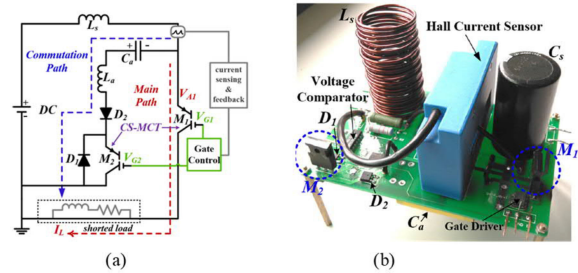 Ls
Commutation
Path
Ca
+
-
La
Main
Path
current
sensing
&
feedback
VA1
DC
+
D2
M1
VG1
CS-MCT
D1
M2
VG2
Gate
Control
shorted load
IL
(a)
Ls
Hall Current Sensor
Cs
Voltage
Comparator
D1
M1
M2
D2
Ca
Gate Driver
(b)